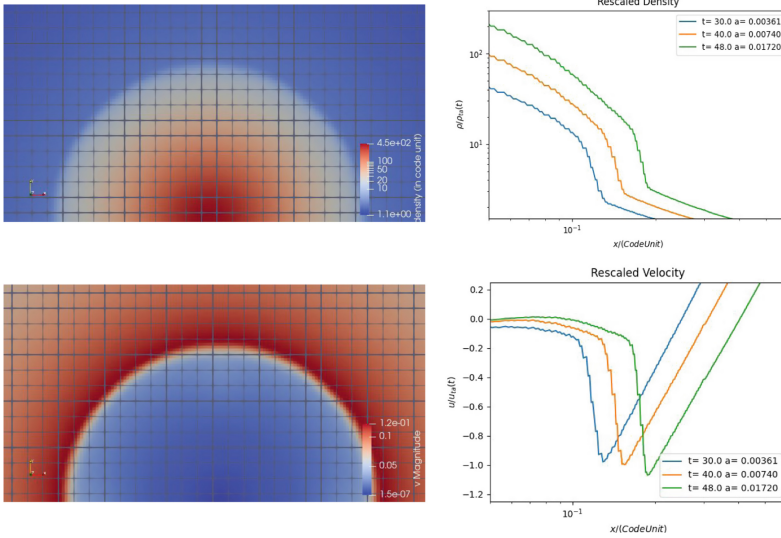 4.5e+02
100
50
20
10
1.1e+00
density (in code unit)
Rescaled Density
t= 30.0 a= 0.00361
t= 40.0 a= 0.00740
t= 48.0 a= 0.01720
10²
10¹
ρ/ρta(t)
10⁻¹
x/(CodeUnit)
1.2e-01
0.1
0.05
1.5e-07
v Magnitude
Rescaled Velocity
0.2
0.0
−0.2
−0.4
−0.6
−0.8
−1.0
−1.2
u/uta(t)
t= 30.0 a= 0.00361
t= 40.0 a= 0.00740
t= 48.0 a= 0.01720
10⁻¹
x/(CodeUnit)